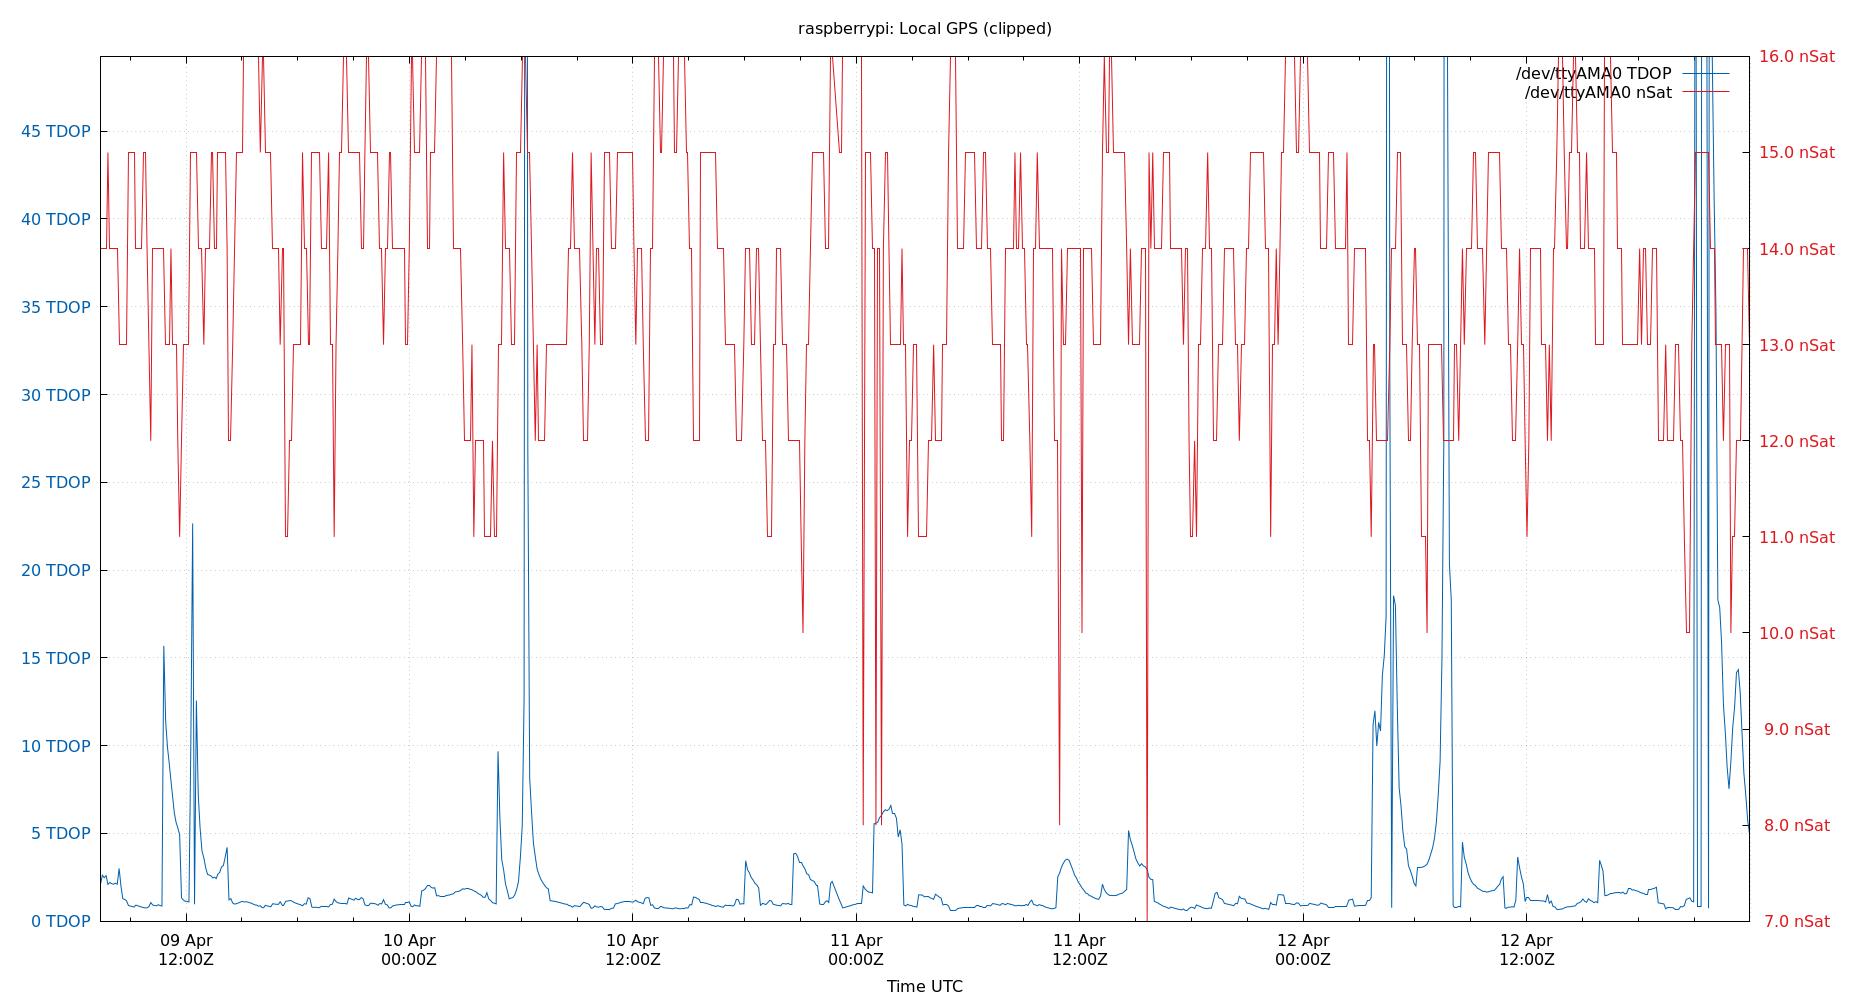 raspberrypi: Local GPS (clipped)
16.0 nSat
/dev/ttyAMA0 TDOP
/dev/ttyAMA0 nSat
45 TDOP
15.0 nSat
40 TDOP
14.0 nSat
35 TDOP
13.0 nSat
30 TDOP
12.0 nSat
25 TDOP
11.0 nSat
20 TDOP
10.0 nSat
15 TDOP
9.0 nSat
10 TDOP
8.0 nSat
5 TDOP
7.0 nSat
0 TDOP
09 Apr 10 Apr 10 Apr 11 Apr 11 Apr 12 Apr 12 Apr
12:00Z 00:00Z 12:00Z 00:00Z 12:00Z 00:00Z 12:00Z
Time UTC